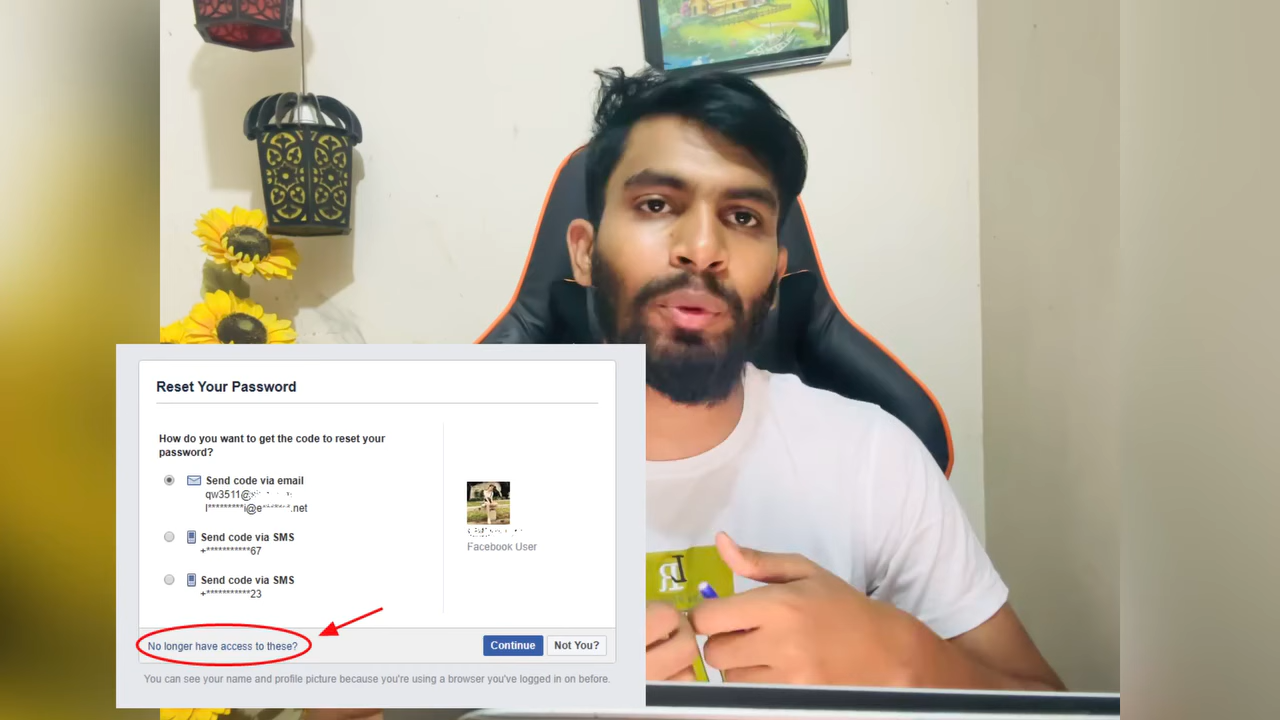 Reset Your Password
How do you want to get the code to reset your
password?
Send code via email
qw3511@
l*********i@e*******.net
Send code via SMS
+***********67
Send code via SMS
+***********23
Facebook User
No longer have access to these?
Continue
Not You?
You can see your name and profile picture because you're using a browser you've logged in on before.